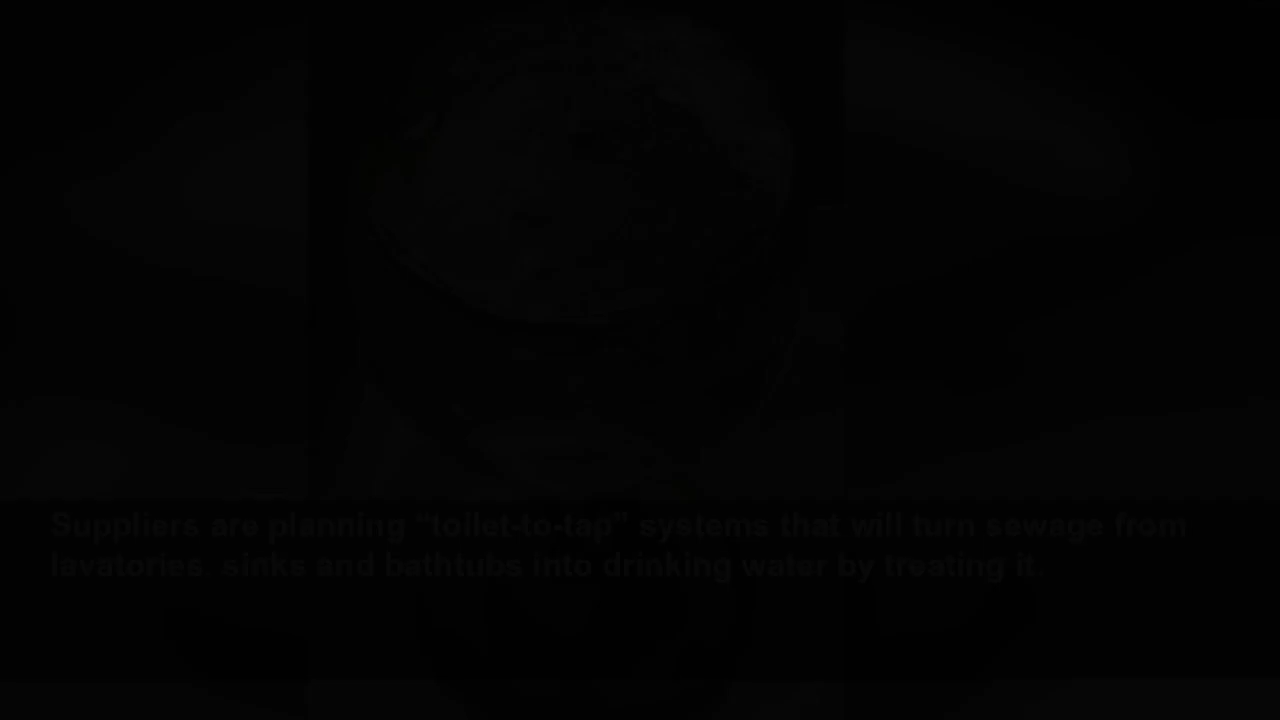 Suppliers are planning "toilet-to-tap" systems that will turn sewage from
lavatories, sinks and bathtubs into drinking water by treating it.